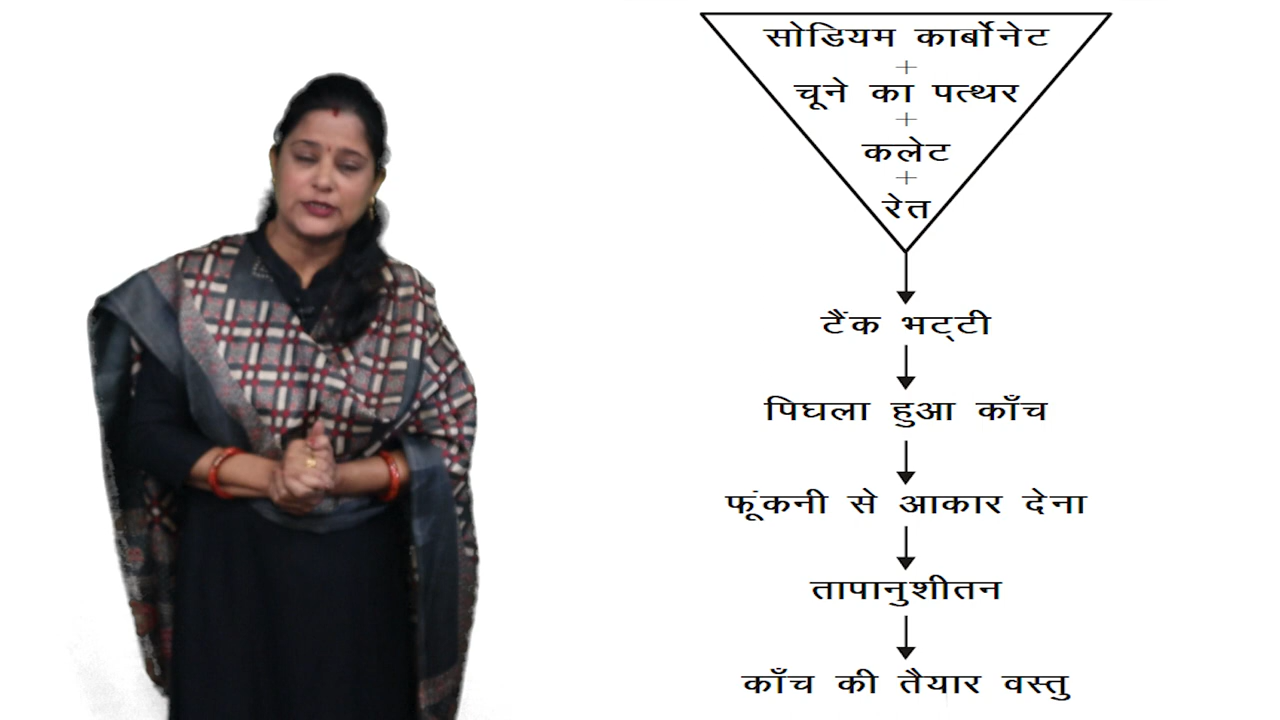 सोडियम कार्बोनेट
+
चूने का पत्थर
+
कलेट
+
रेत
टैंक भट्टी
पिघला हुआ काँच
फूंकनी से आकार देना
तापानुशीतन
काँच की तैयार वस्तु